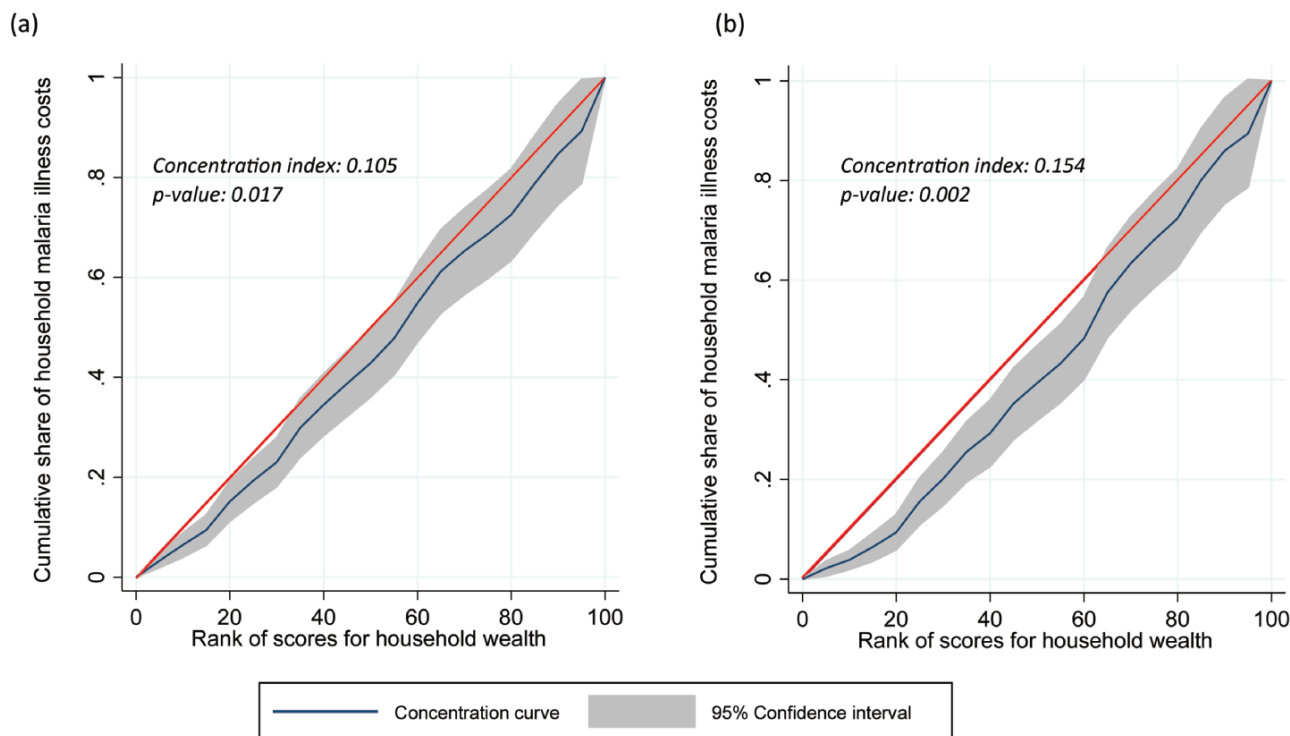 (a)
(b)
Cumulative share of household malaria illness costs
1
.8
.6
.4
.2
0
Concentration index: 0.105
p-value: 0.017
0 20 40 60 80 100
Rank of scores for household wealth
Cumulative share of household malaria illness costs
1
.8
.6
.4
.2
0
Concentration index: 0.154
p-value: 0.002
0 20 40 60 80 100
Rank of scores for household wealth
Concentration curve
95% Confidence interval